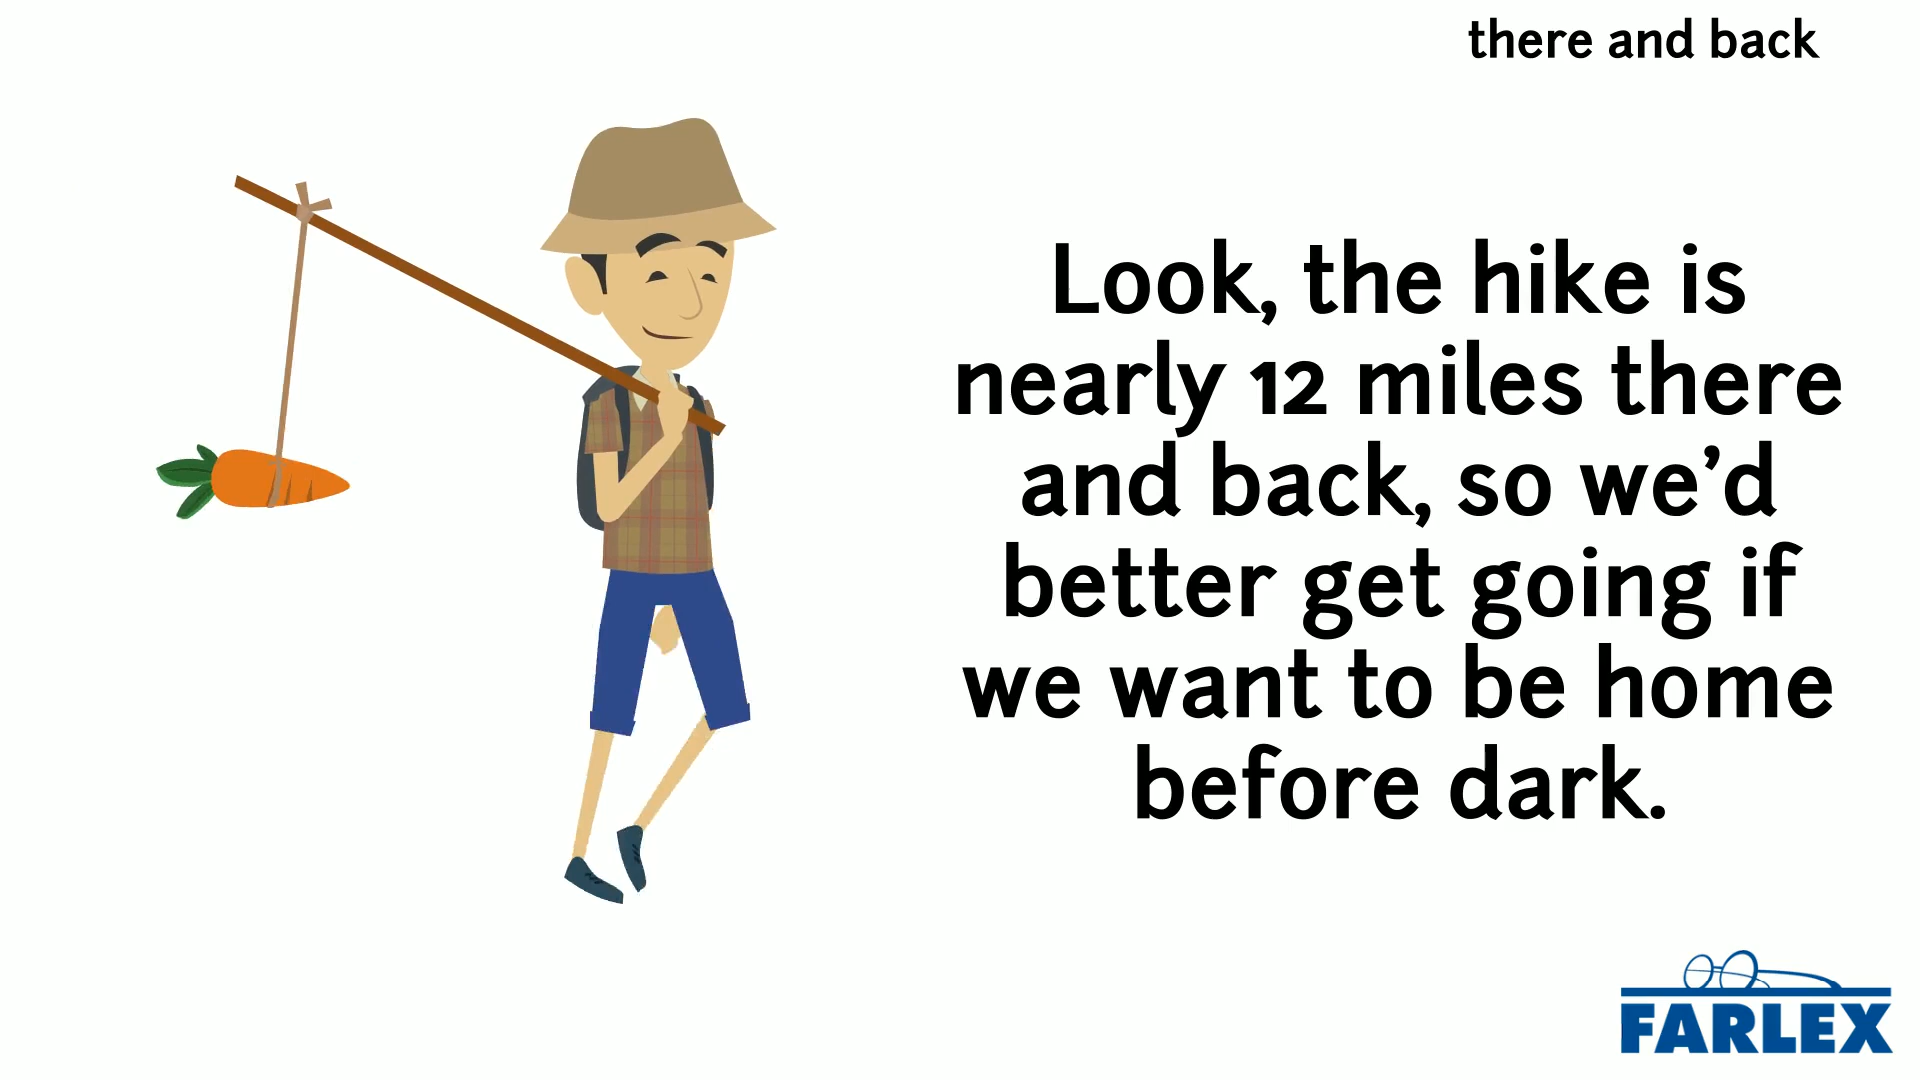 there and back
Look, the hike is
nearly 12 miles there
and back, so we’d
better get going if
we want to be home
before dark.
FARLEX